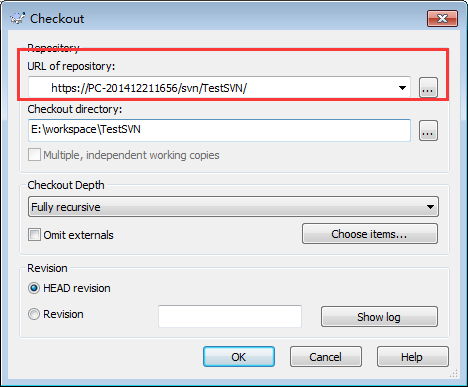 Checkout
Repository
URL of repository:
https://PC-201412211656/svn/TestSVN/
...
Checkout directory:
E:\workspace\TestSVN
...
Multiple, independent working copies
Checkout Depth
Fully recursive
Omit externals
Choose items...
Revision
HEAD revision
Revision
Show log
OK
Cancel
Help